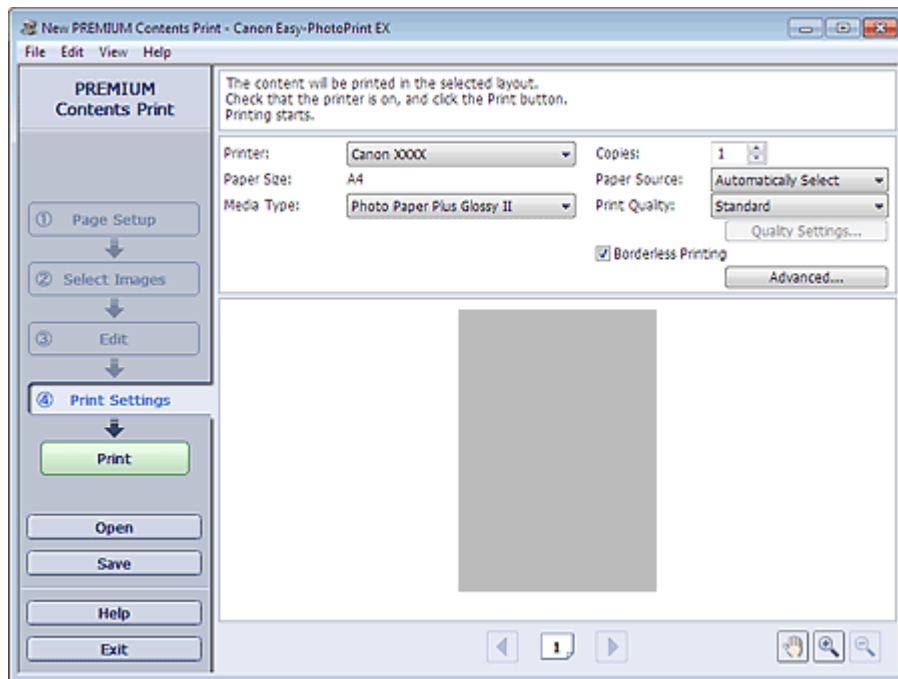 New PREMIUM Contents Print - Canon Easy-PhotoPrint EX
File Edit View Help
PREMIUM
Contents Print
① Page Setup
② Select Images
③ Edit
④ Print Settings
Print
Open
Save
Help
Exit
The content will be printed in the selected layout.
Check that the printer is on, and click the Print button.
Printing starts.
Printer: Canon XXXX
Copies: 1
Paper Size: A4
Paper Source: Automatically Select
Media Type: Photo Paper Plus Glossy II
Print Quality: Standard
Quality Settings...
Borderless Printing
Advanced...
1